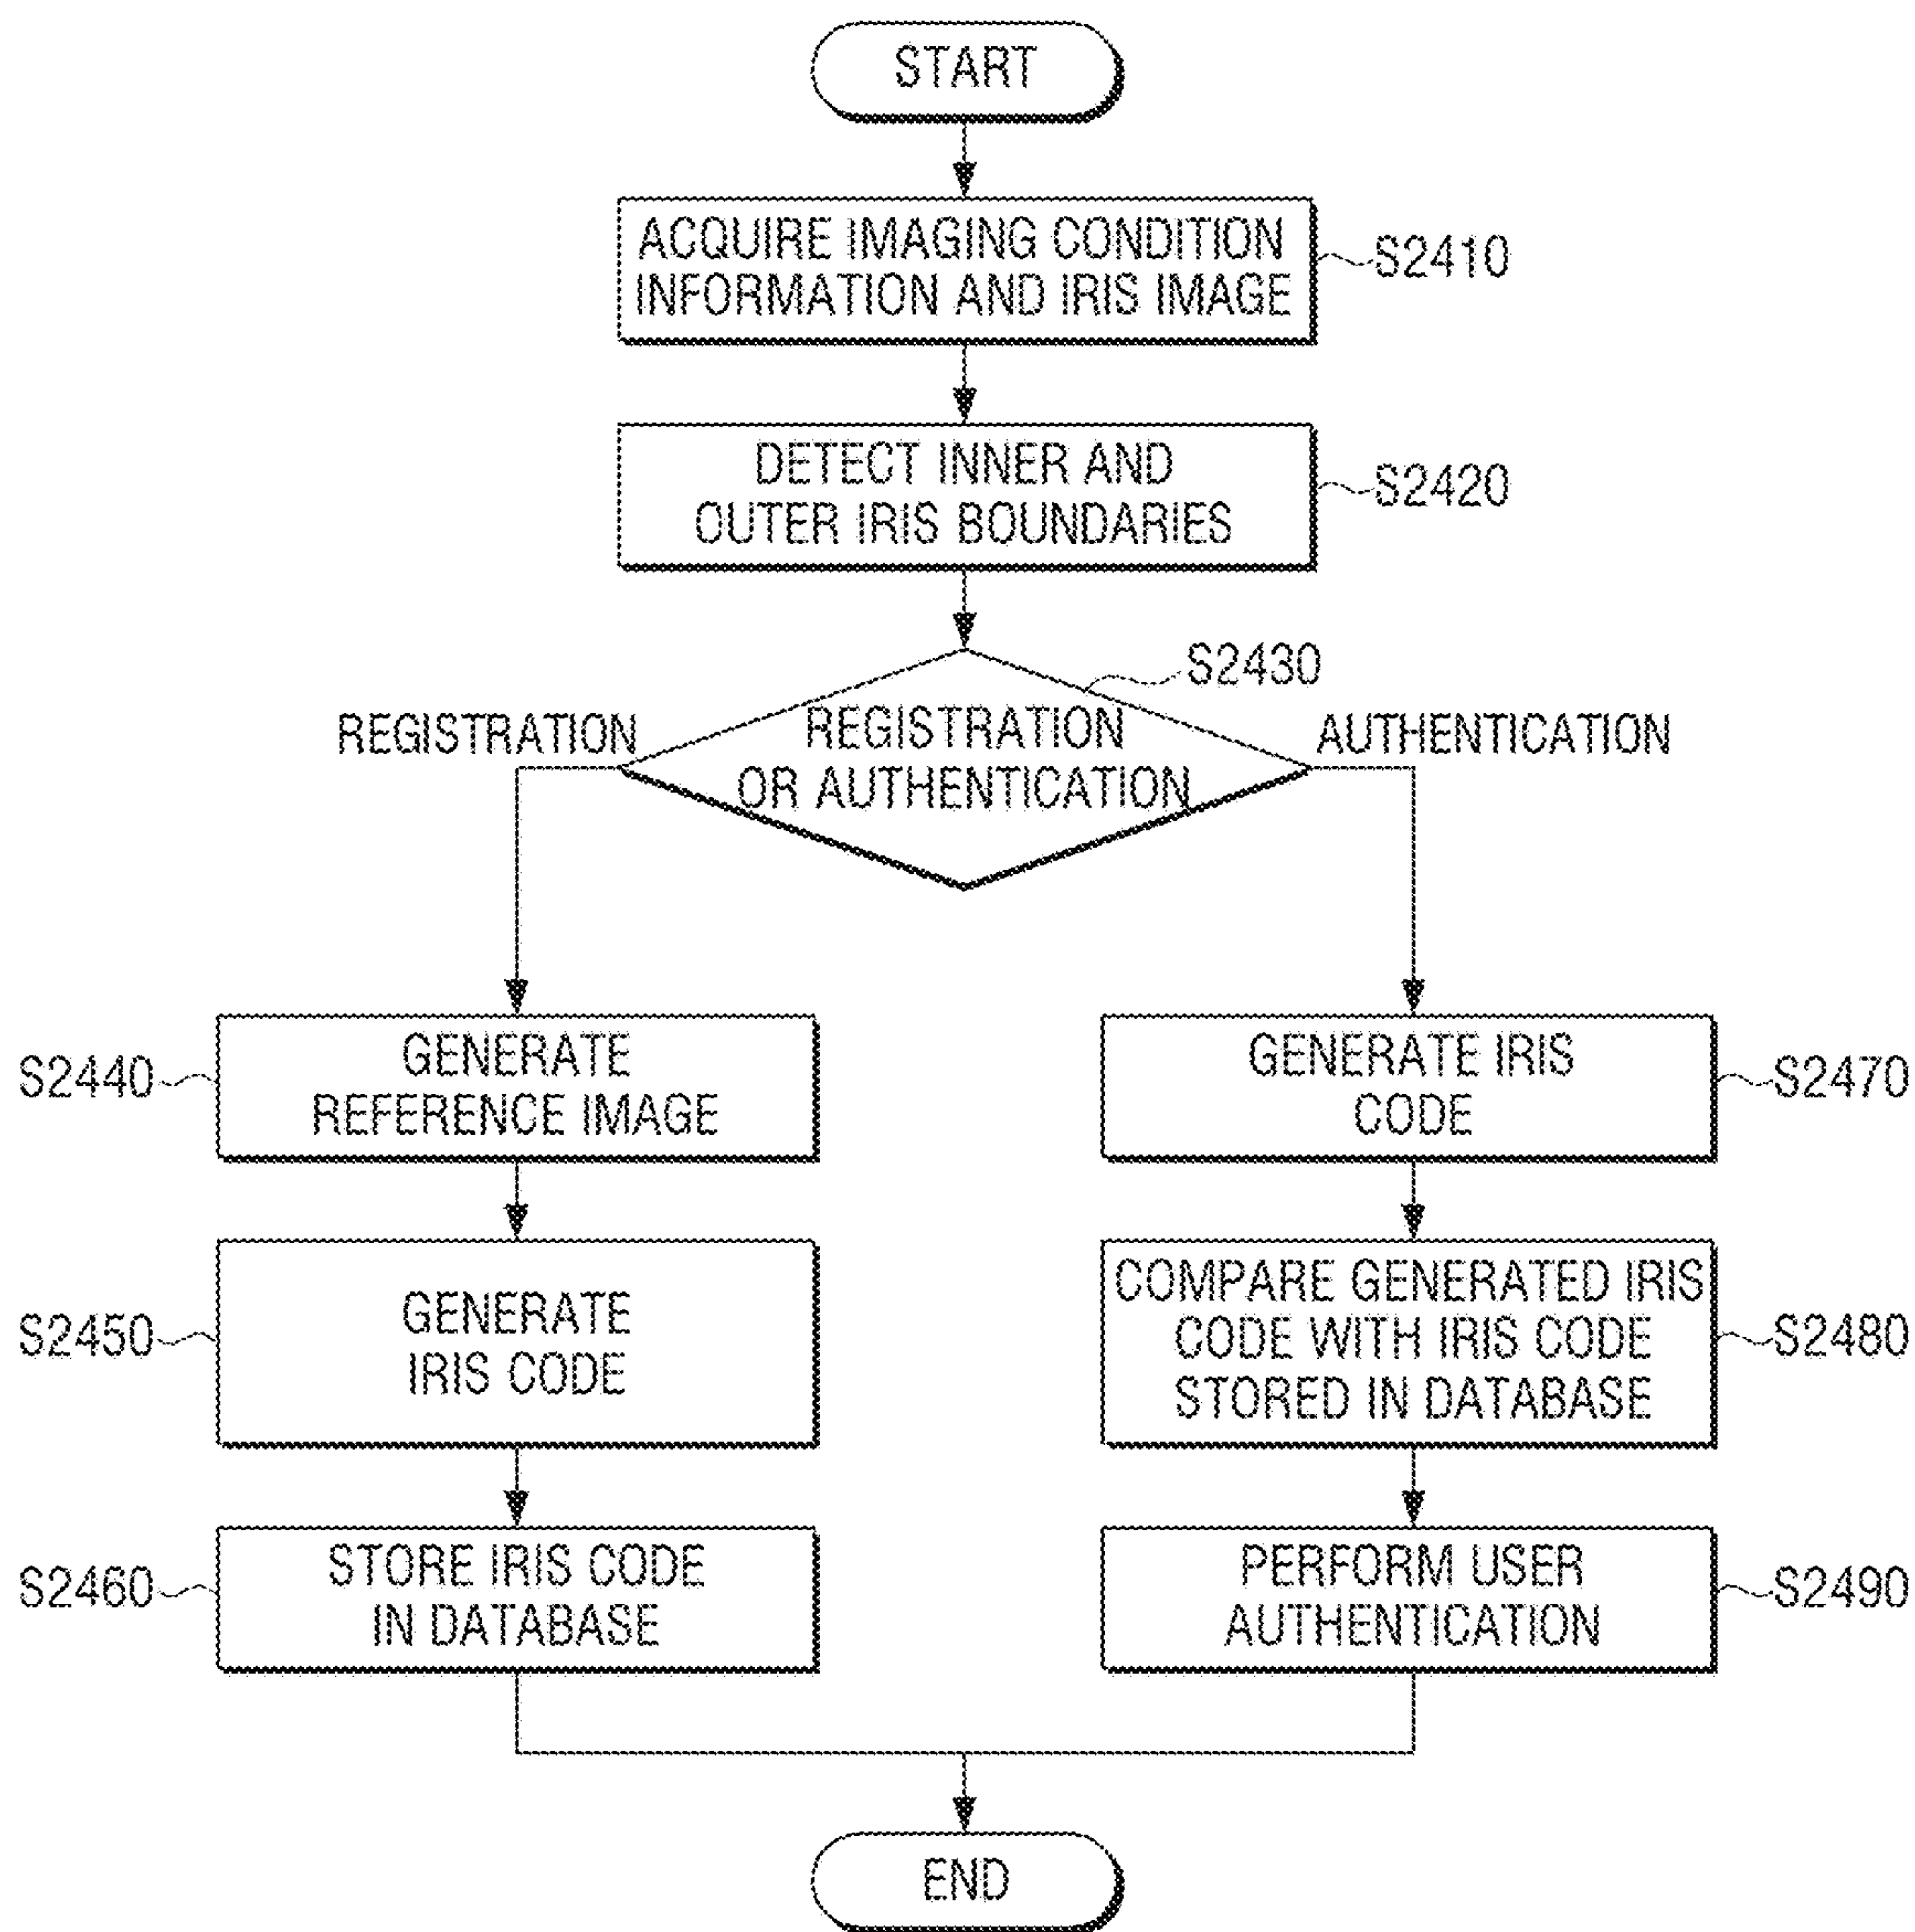 START
ACQUIRE IMAGING CONDITION
INFORMATION AND IRIS IMAGE
S2410
DETECT INNER AND
OUTER IRIS BOUNDARIES
S2420
S2430
REGISTRATION
REGISTRATION
OR AUTHENTICATION
AUTHENTICATION
S2440
GENERATE
REFERENCE IMAGE
GENERATE IRIS
CODE
S2470
S2450
GENERATE
IRIS CODE
COMPARE GENERATED IRIS
CODE WITH IRIS CODE
STORED IN DATABASE
S2480
S2460
STORE IRIS CODE
IN DATABASE
PERFORM USER
AUTHENTICATION
S2490
END